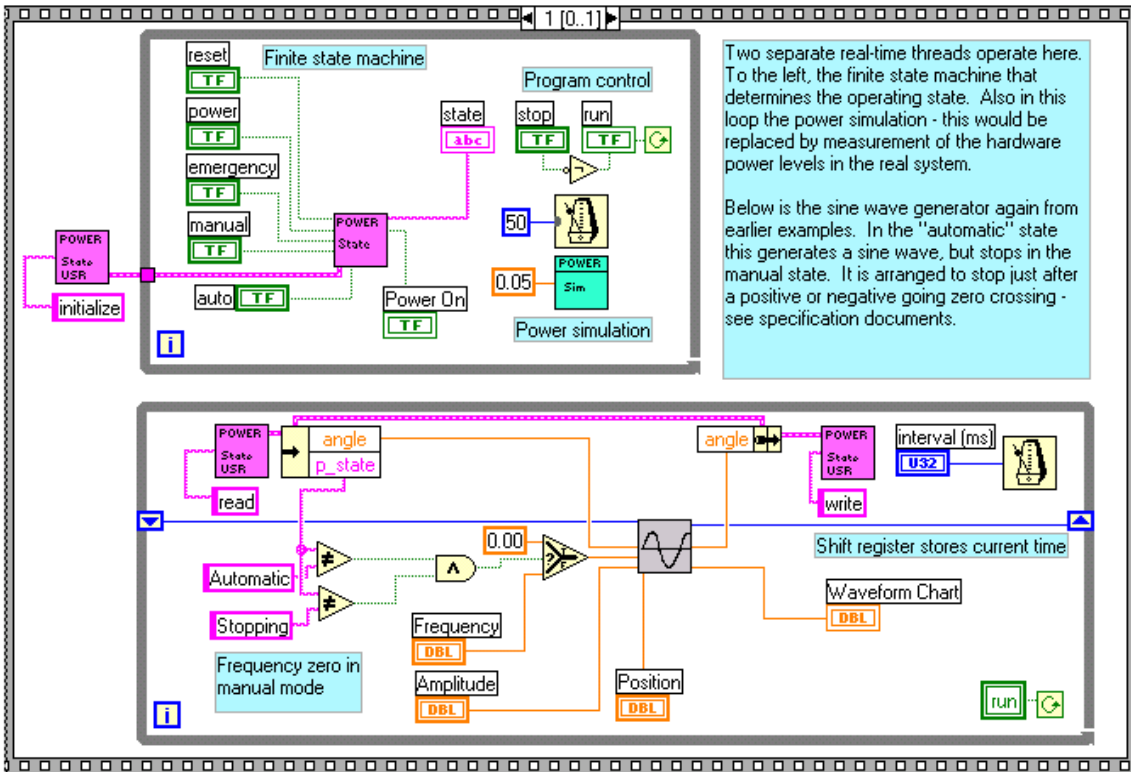 1 [0..1]
reset
TF
Finite state machine
power
TF
emergency
TF
manual
TF
auto
TF
POWER
State
Power On
TF
state
abc
Program control
stop
run
TF
TF
50
0.05
POWER
Sim
Power simulation
i
POWER
State
USR
initialize
Two separate real-time threads operate here.
To the left, the finite state machine that
determines the operating state. Also in this
loop the power simulation - this would be
replaced by measurement of the hardware
power levels in the real system.
Below is the sine wave generator again from
earlier examples. In the "automatic" state
this generates a sine wave, but stops in the
manual state. It is arranged to stop just after
a positive or negative going zero crossing -
see specification documents.
POWER
State
USR
read
angle
p_state
angle
POWER
State
USR
write
interval (ms)
U32
Automatic
≠
Stopping
≠
∧
0.00
?
T
F
Shift register stores current time
Waveform Chart
DBL
Frequency
DBL
Amplitude
DBL
Position
DBL
Frequency zero in
manual mode
i
run